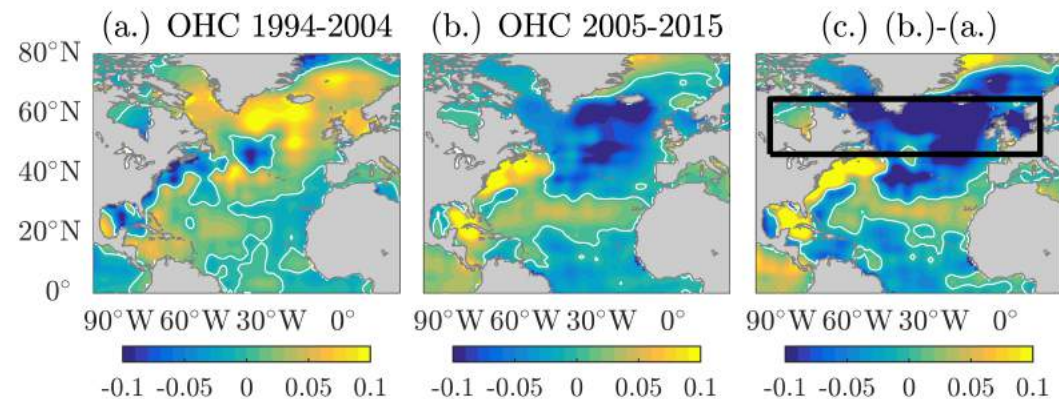 (a.) OHC 1994-2004 (b.) OHC 2005-2015 (c.) (b.)-(a.)
80°N
60°N
40°N
20°N
0°
90°W 60°W 30°W 0° 90°W 60°W 30°W 0° 90°W 60°W 30°W 0°
-0.1 -0.05 0 0.05 0.1 -0.1 -0.05 0 0.05 0.1 -0.1 -0.05 0 0.05 0.1